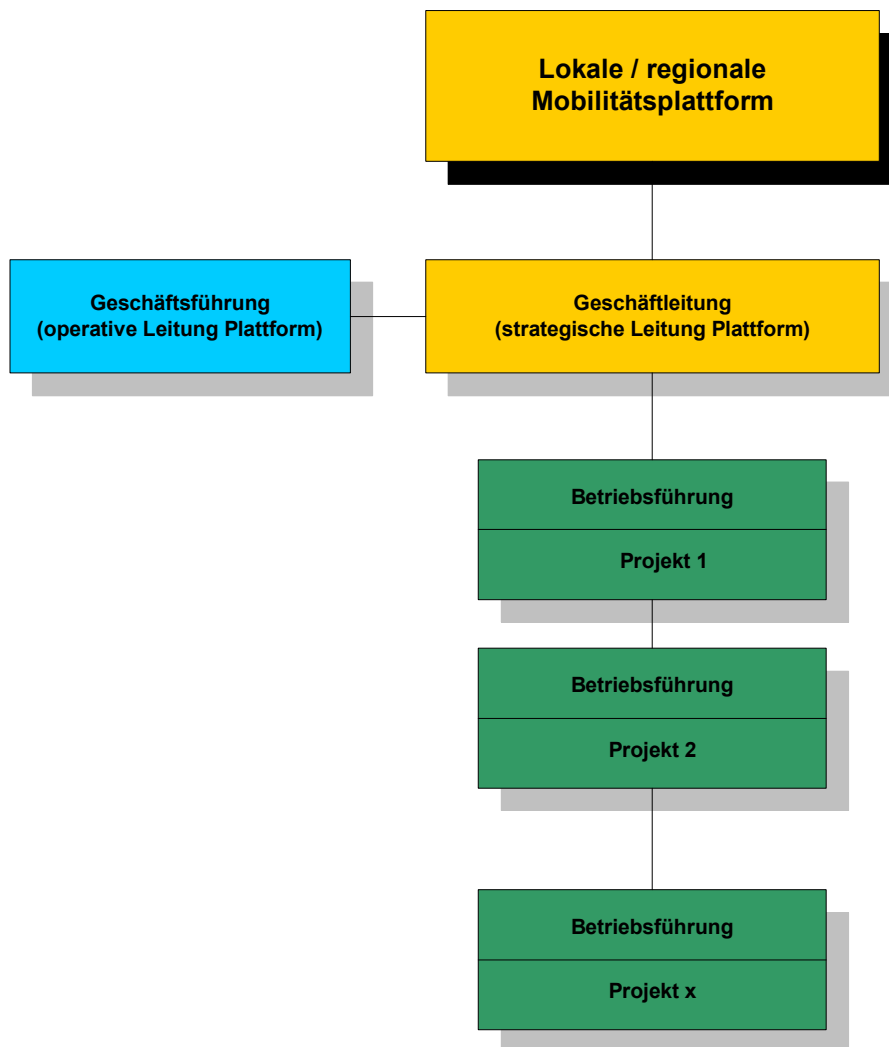 Lokale / regionale
Mobilitätsplattform
Geschäftsführung
(operative Leitung Plattform)
Geschäftleitung
(strategische Leitung Plattform)
Betriebsführung
Projekt 1
Betriebsführung
Projekt 2
Betriebsführung
Projekt x